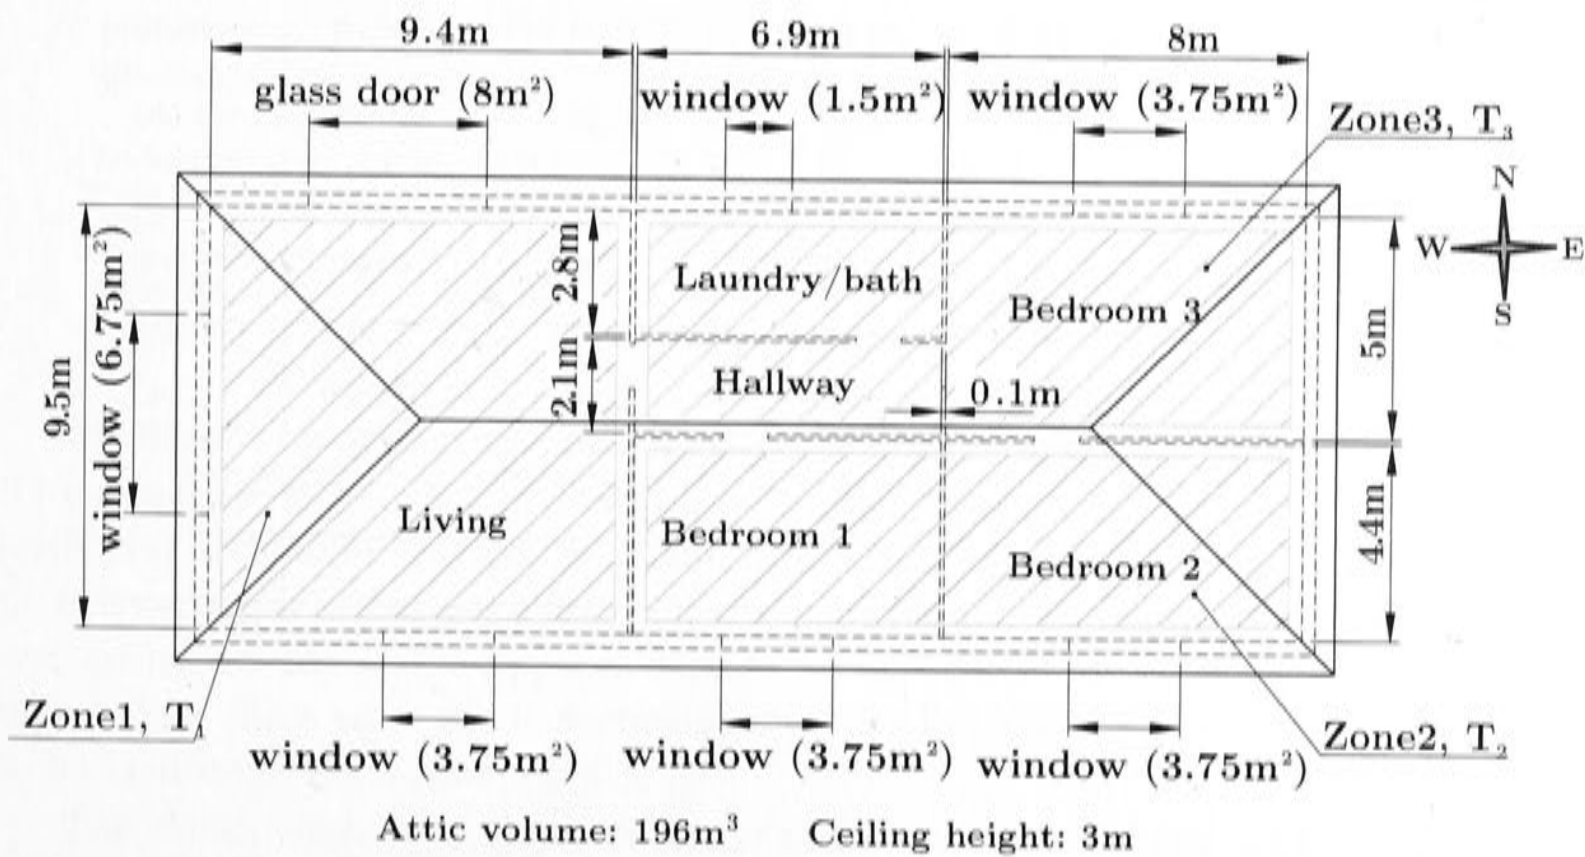 9.4m 6.9m 8m
glass door (8m²) window (1.5m²) window (3.75m²)
Zone3, T₃
N
W E
S
2.8m
Laundry/bath
Bedroom 3
window (6.75m²)
9.5m
5m
2.1m
Hallway
0.1m
Living
Bedroom 1
Bedroom 2
4.4m
Zone1, T₁
Zone2, T₂
window (3.75m²) window (3.75m²) window (3.75m²)
Attic volume: 196m³ Ceiling height: 3m